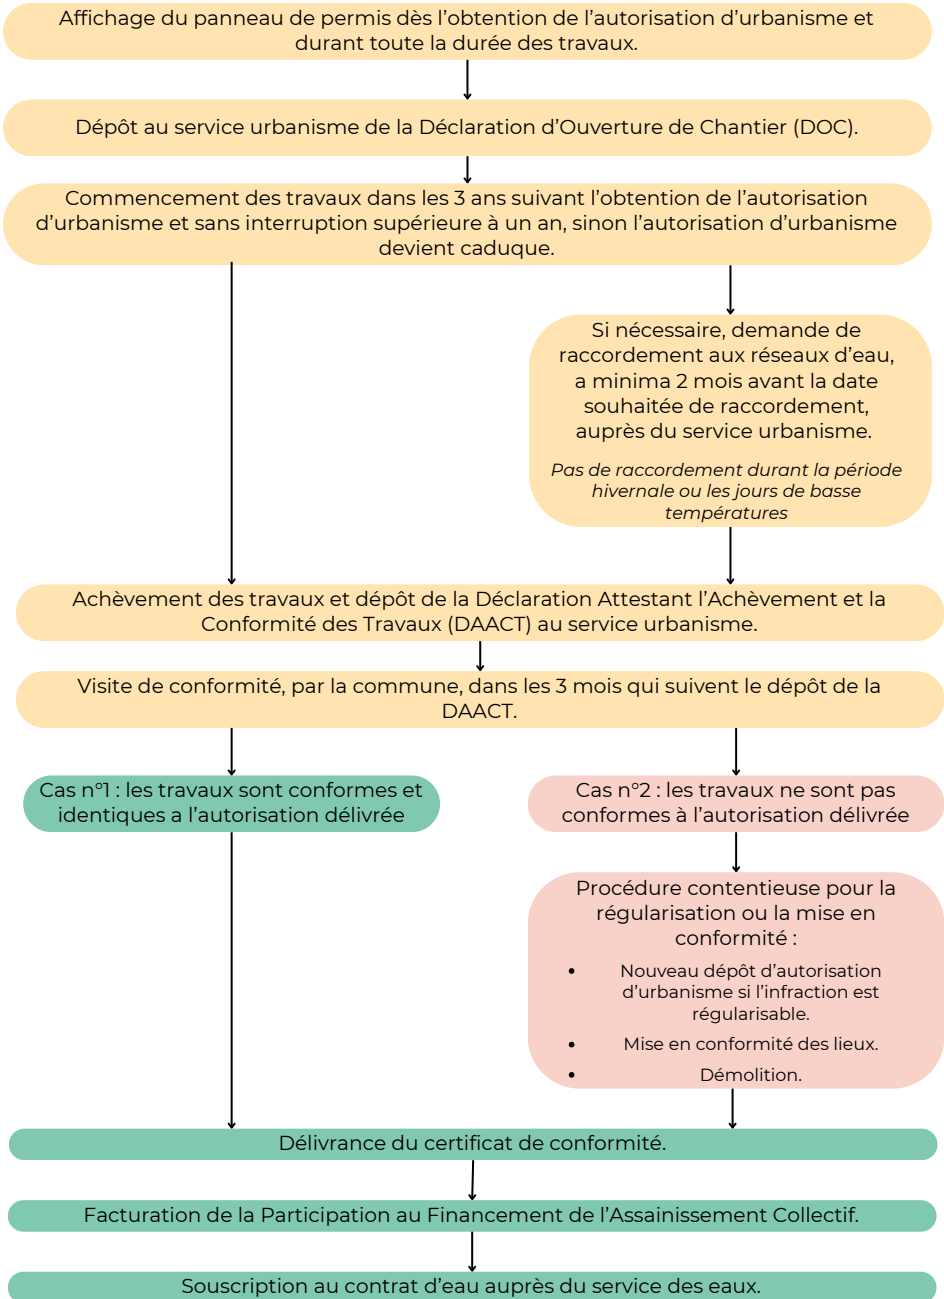 Affichage du panneau de permis dès l'obtention de l'autorisation d'urbanisme et
durant toute la durée des travaux.
Dépôt au service urbanisme de la Déclaration d'Ouverture de Chantier (DOC).
Commencement des travaux dans les 3 ans suivant l'obtention de l'autorisation
d'urbanisme et sans interruption supérieure à un an, sinon l'autorisation d'urbanisme
devient caduque.
Si nécessaire, demande de
raccordement aux réseaux d'eau,
a minima 2 mois avant la date
souhaitée de raccordement,
auprès du service urbanisme.
Pas de raccordement durant la période
hivernale ou les jours de basse
températures
Achèvement des travaux et dépôt de la Déclaration Attestant l'Achèvement et la
Conformité des Travaux (DAACT) au service urbanisme.
Visite de conformité, par la commune, dans les 3 mois qui suivent le dépôt de la
DAACT.
Cas n°1 : les travaux sont conformes et
identiques a l'autorisation délivrée
Cas n°2 : les travaux ne sont pas
conformes à l'autorisation délivrée
Procédure contentieuse pour la
régularisation ou la mise en
conformité :
• Nouveau dépôt d'autorisation
d'urbanisme si l'infraction est
régularisable.
• Mise en conformité des lieux.
• Démolition.
Délivrance du certificat de conformité.
Facturation de la Participation au Financement de l'Assainissement Collectif.
Souscription au contrat d'eau auprès du service des eaux.